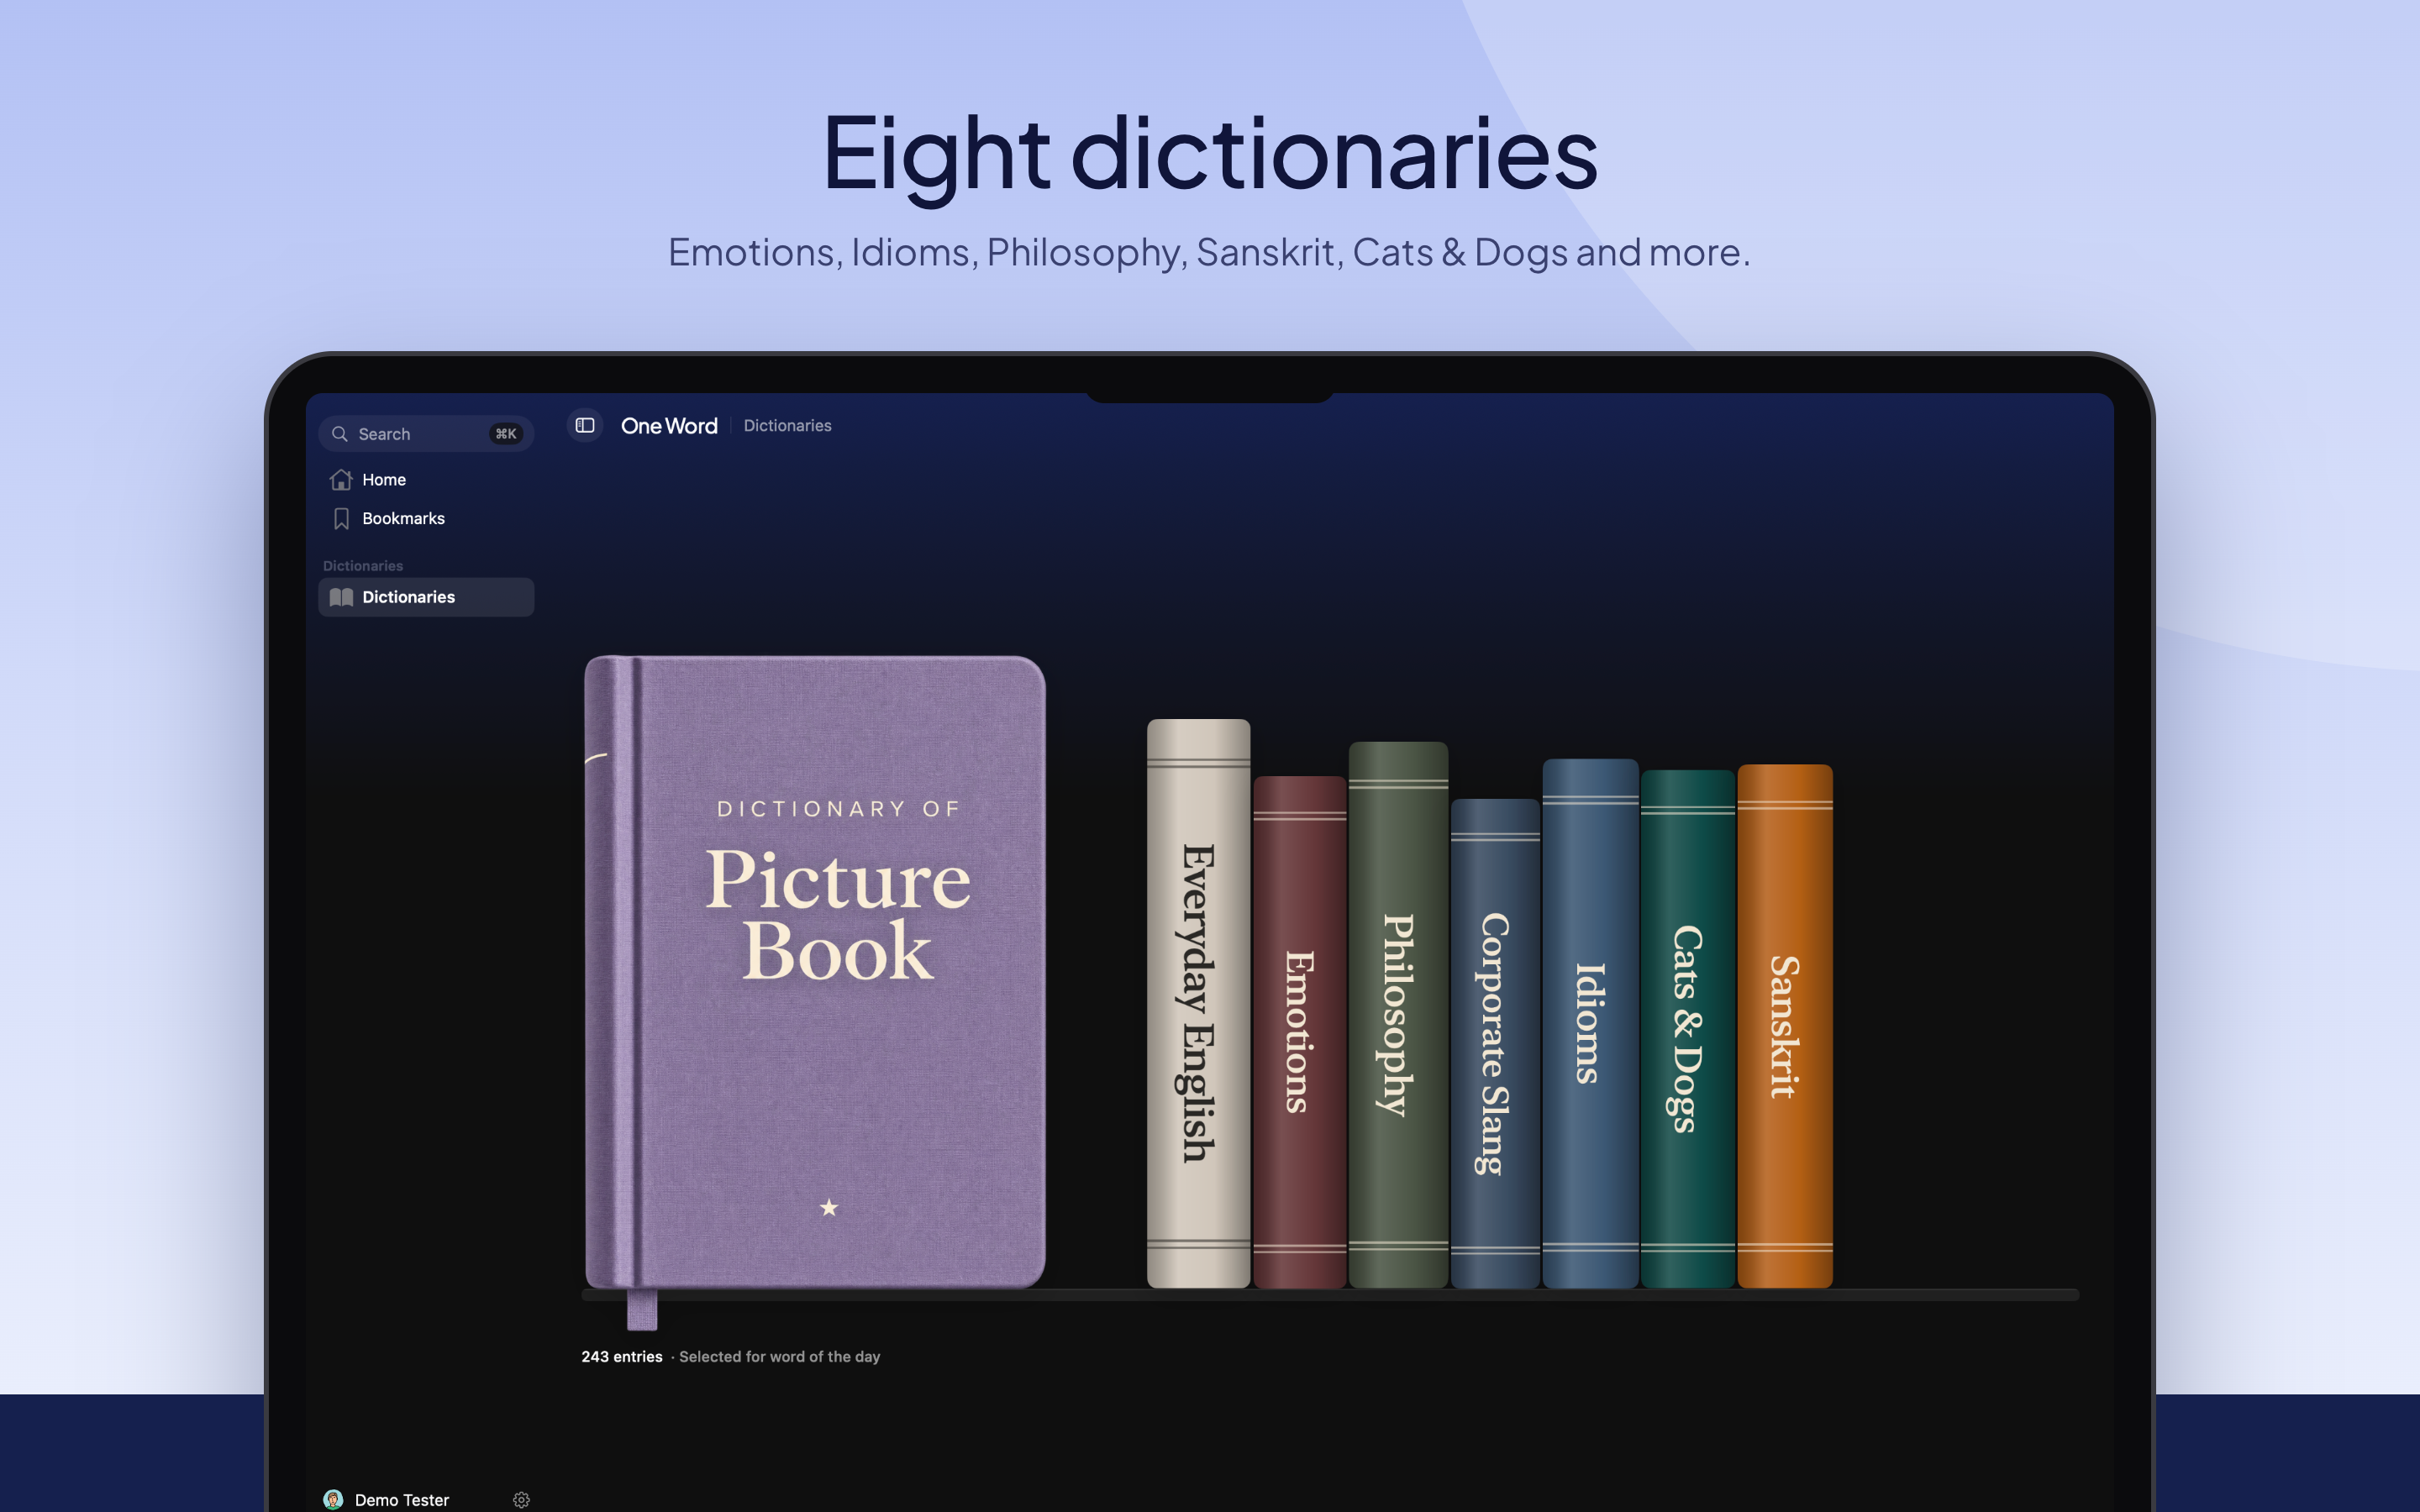 Eight dictionaries
Emotions, Idioms, Philosophy, Sanskrit, Cats & Dogs and more.
Search ⌘K
One Word Dictionaries
Home
Bookmarks
Dictionaries
Dictionaries
DICTIONARY OF
Picture
Book
Everyday English
Emotions
Philosophy
Corporate Slang
Idioms
Cats & Dogs
Sanskrit
243 entries · Selected for word of the day
Demo Tester